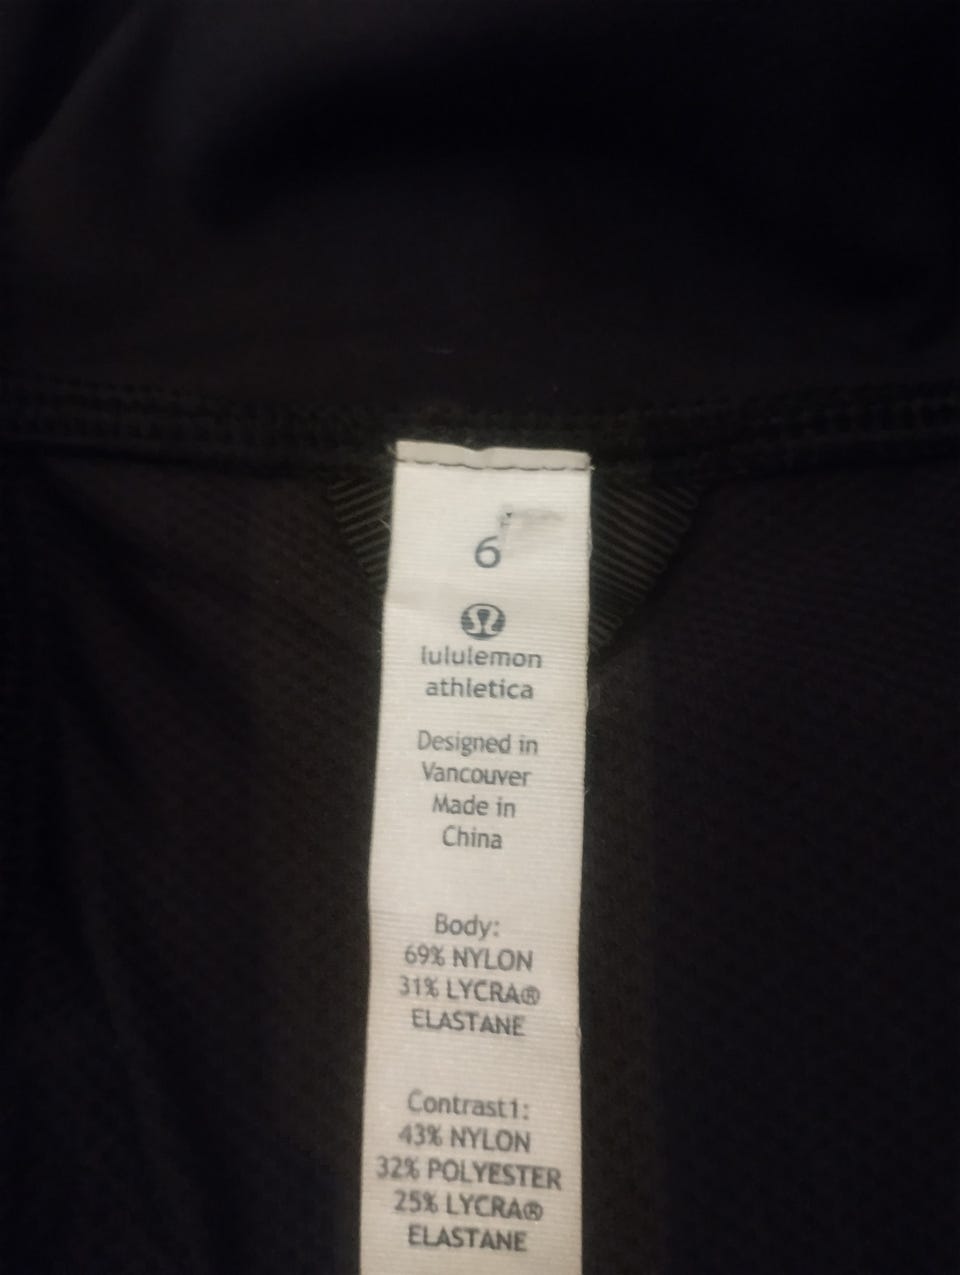 6
lululemon
athletica
Designed in
Vancouver
Made in
China
Body:
69% NYLON
31% LYCRA®
ELASTANE
Contrast1:
43% NYLON
32% POLYESTER
25% LYCRA®
ELASTANE